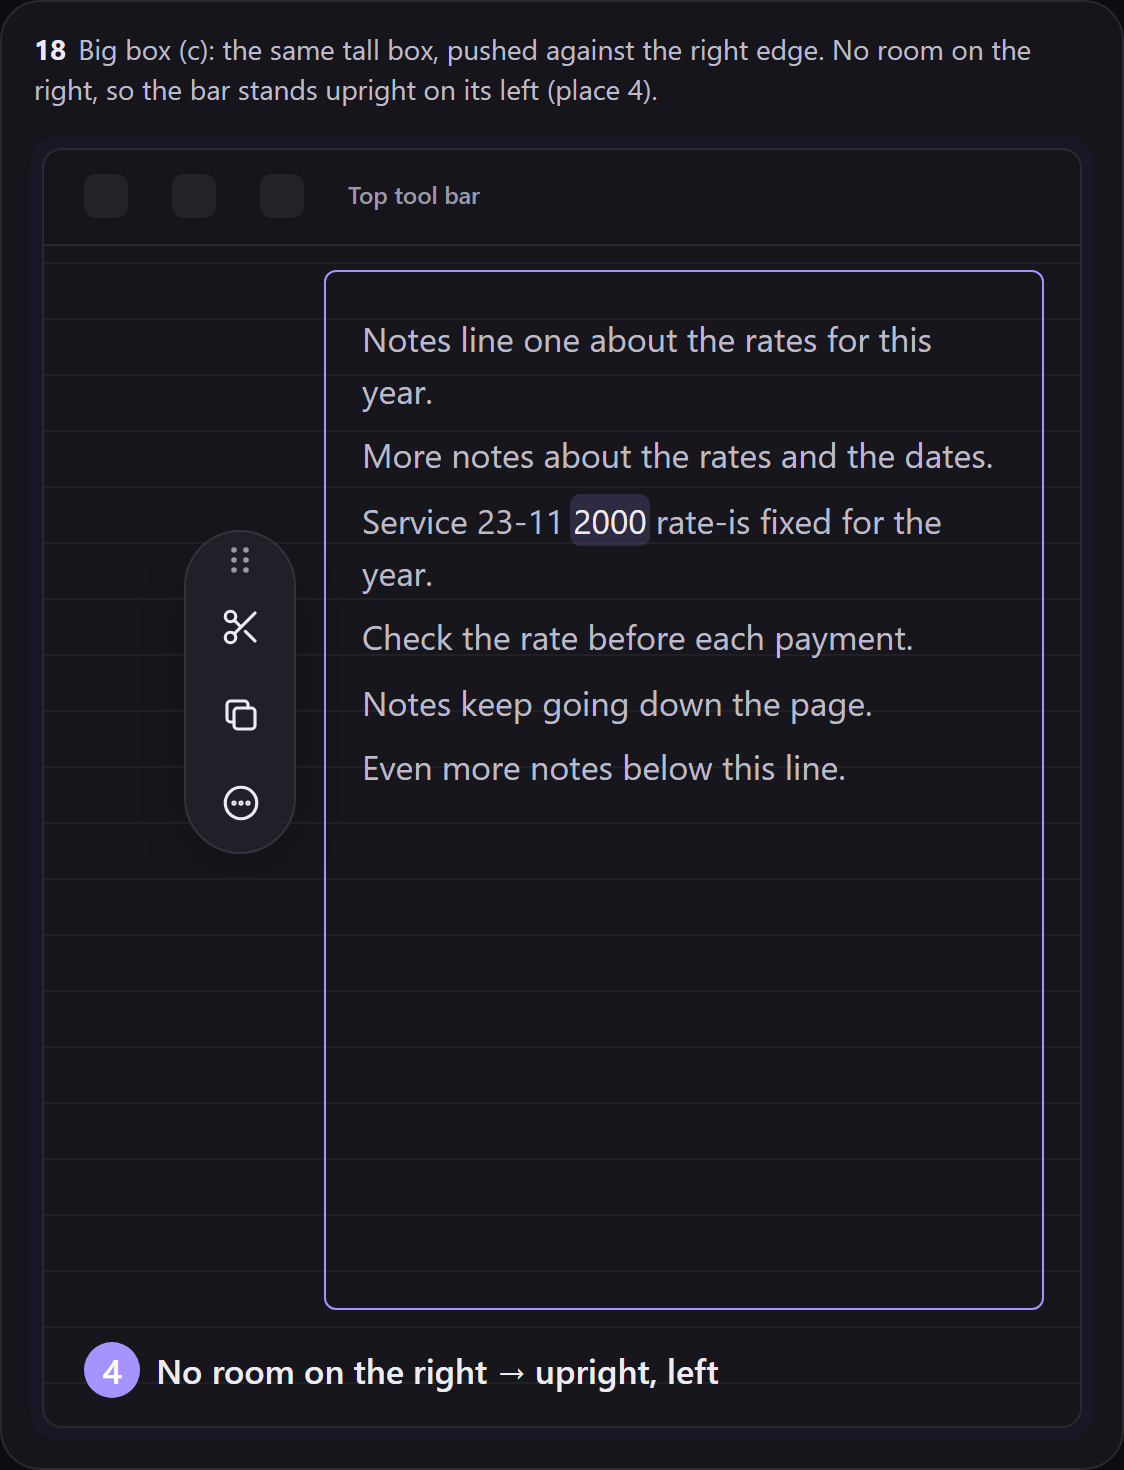 18 Big box (c): the same tall box, pushed against the right edge. No room on the
right, so the bar stands upright on its left (place 4).
Top tool bar
Notes line one about the rates for this
year.
More notes about the rates and the dates.
Service 23-11 2000 rate-is fixed for the
year.
Check the rate before each payment.
Notes keep going down the page.
Even more notes below this line.
4 No room on the right → upright, left